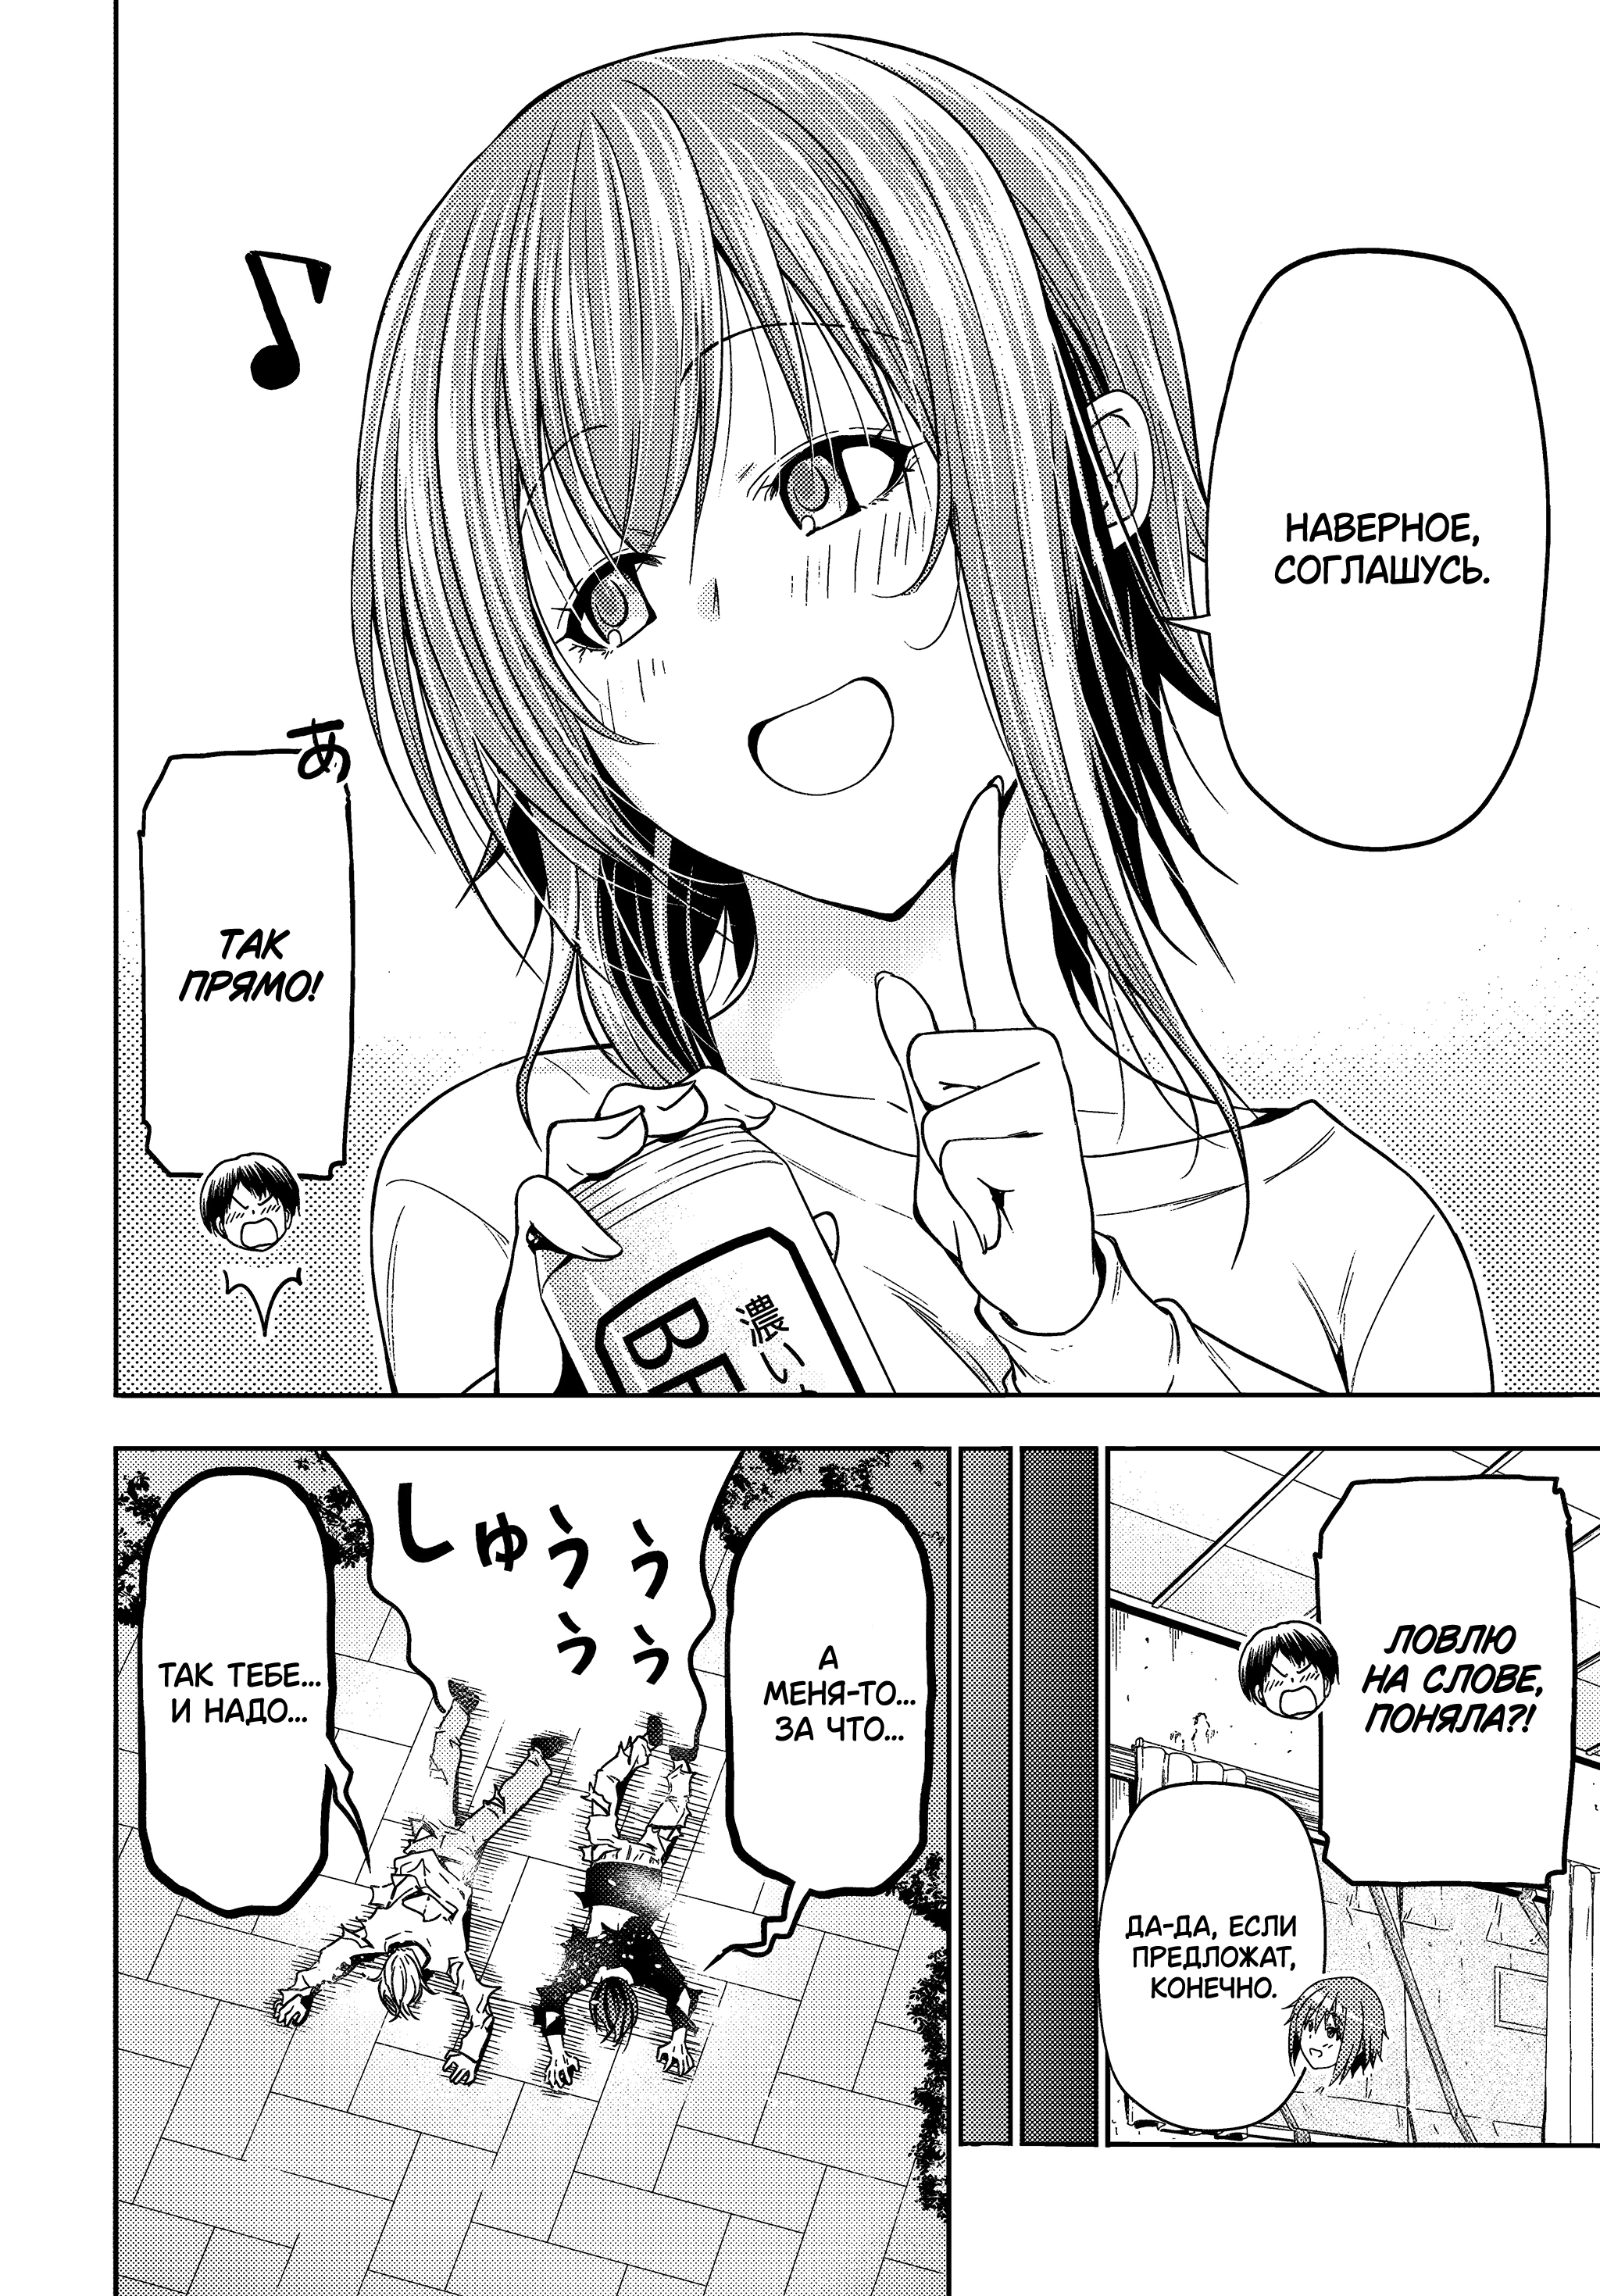 НАВЕРНОЕ,
СОГЛАШУСЬ.
あ
ТАК
ПРЯМО!
濃い
BE
ЛОВЛЮ
НА СЛОВЕ,
ПОНЯЛА?!
ДА-ДА, ЕСЛИ
ПРЕДЛОЖАТ,
КОНЕЧНО.
А
МЕНЯ-ТО...
ЗА ЧТО...
しゅううううう
ТАК ТЕБЕ...
И НАДО...